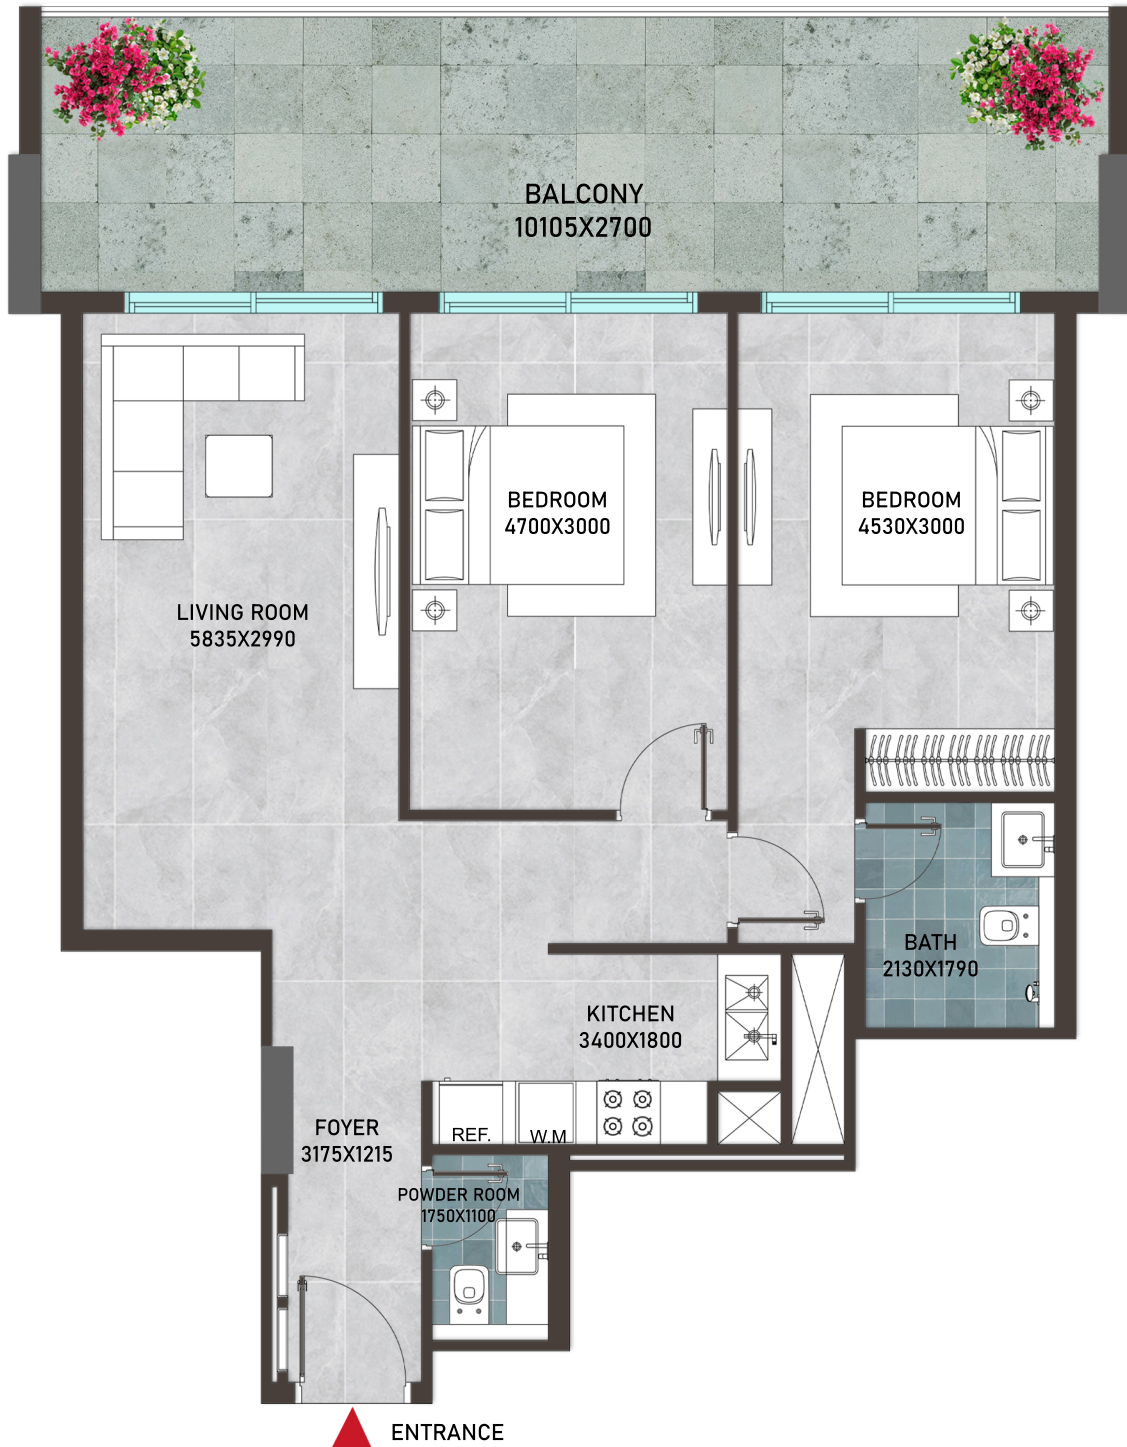 BALCONY
10105X2700
BEDROOM
4700X3000
BEDROOM
4530X3000
LIVING ROOM
5835X2990
BATH
2130X1790
KITCHEN
3400X1800
FOYER
3175X1215
REF.
W.M
POWDER ROOM
1750X1100
ENTRANCE